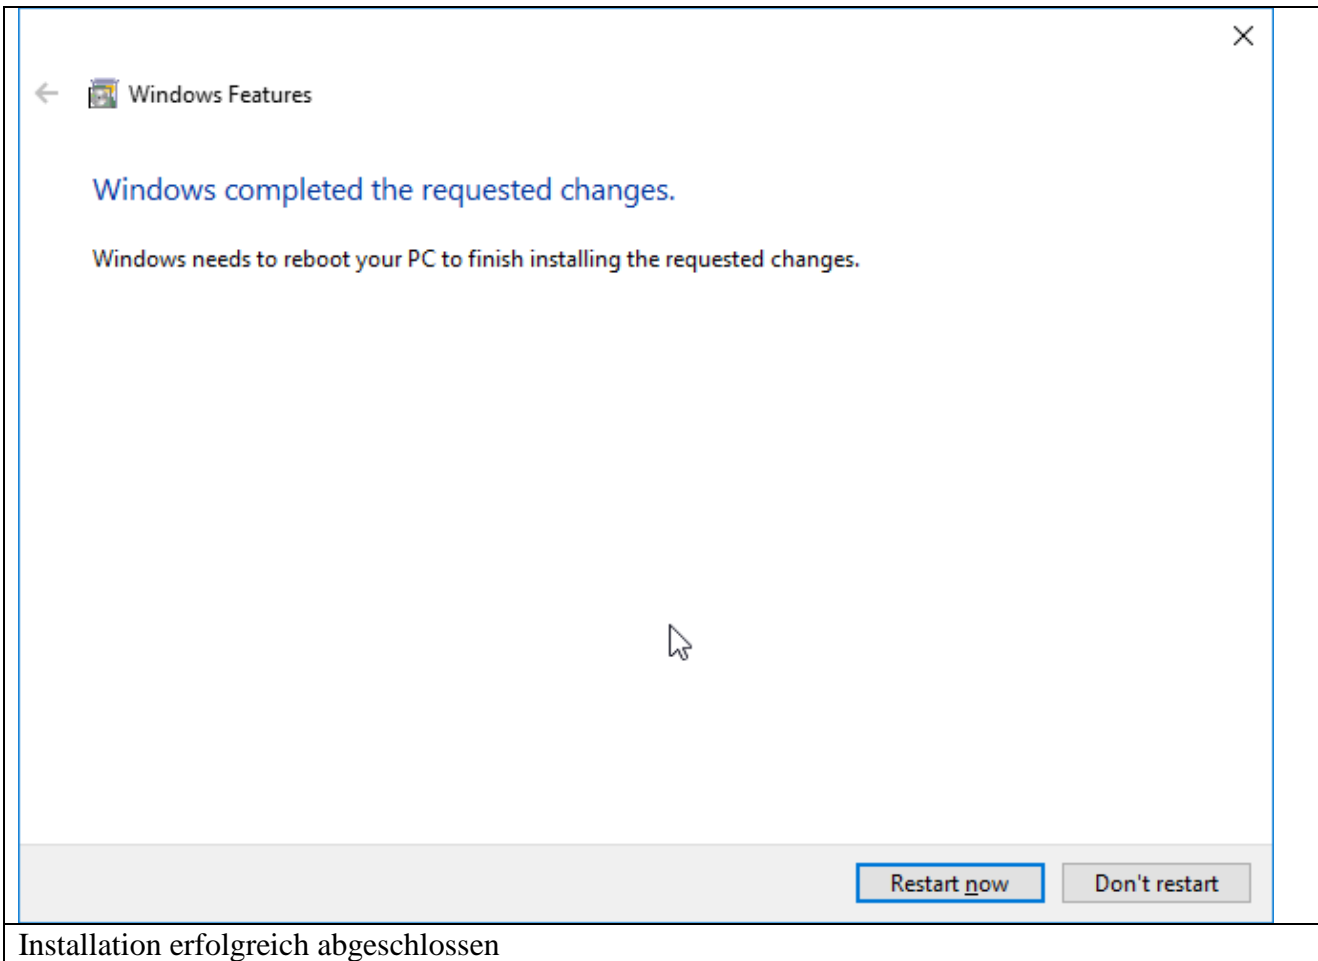 Windows Features
Windows completed the requested changes.
Windows needs to reboot your PC to finish installing the requested changes.
Restart now
Don't restart
Installation erfolgreich abgeschlossen